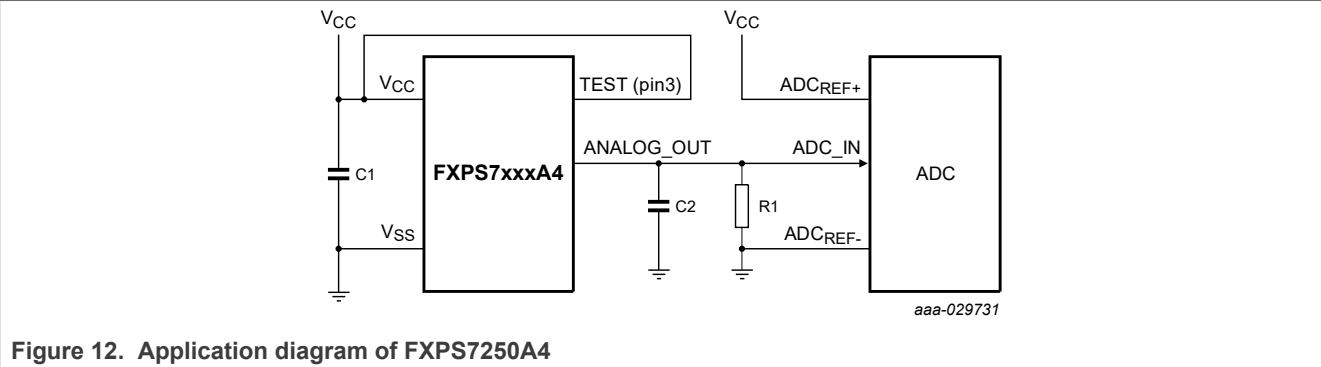 VCC
VCC
VCC
TEST (pin3)
ADCREF+
ANALOG_OUT
ADC_IN
C1
FXPS7xxxA4
ADC
C2
R1
VSS
ADCREF-
aaa-029731
Figure 12. Application diagram of FXPS7250A4